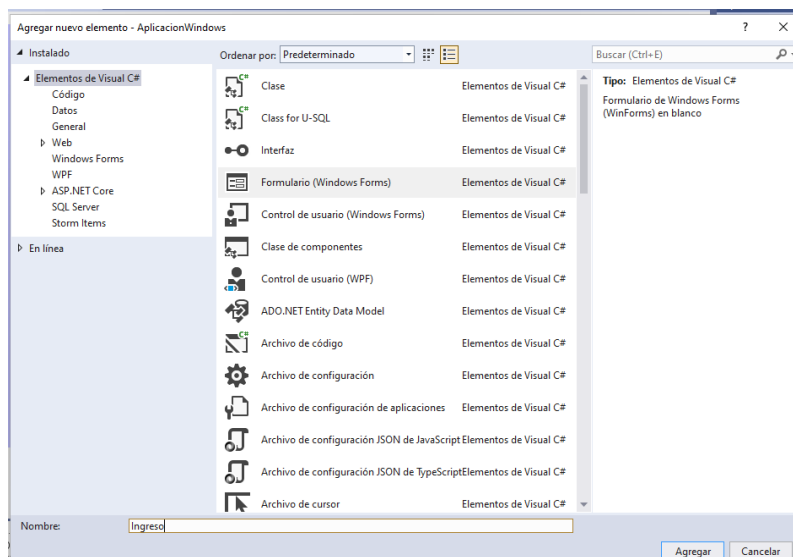 Agregar nuevo elemento - AplicacionWindows
? ×
Instalado
Ordenar por: Predeterminado
Buscar (Ctrl+E)
Elementos de Visual C#
Código
Datos
General
Web
Windows Forms
WPF
ASP.NET Core
SQL Server
Storm Items
En línea
Clase Elementos de Visual C#
Class for U-SQL Elementos de Visual C#
Interfaz Elementos de Visual C#
Formulario (Windows Forms) Elementos de Visual C#
Control de usuario (Windows Forms) Elementos de Visual C#
Clase de componentes Elementos de Visual C#
Control de usuario (WPF) Elementos de Visual C#
ADO.NET Entity Data Model Elementos de Visual C#
Archivo de código Elementos de Visual C#
Archivo de configuración Elementos de Visual C#
Archivo de configuración de aplicaciones Elementos de Visual C#
Archivo de configuración JSON de JavaScript Elementos de Visual C#
Archivo de configuración JSON de TypeScript Elementos de Visual C#
Archivo de cursor Elementos de Visual C#
Tipo: Elementos de Visual C#
Formulario de Windows Forms
(WinForms) en blanco
Nombre: Ingreso
Agregar Cancelar